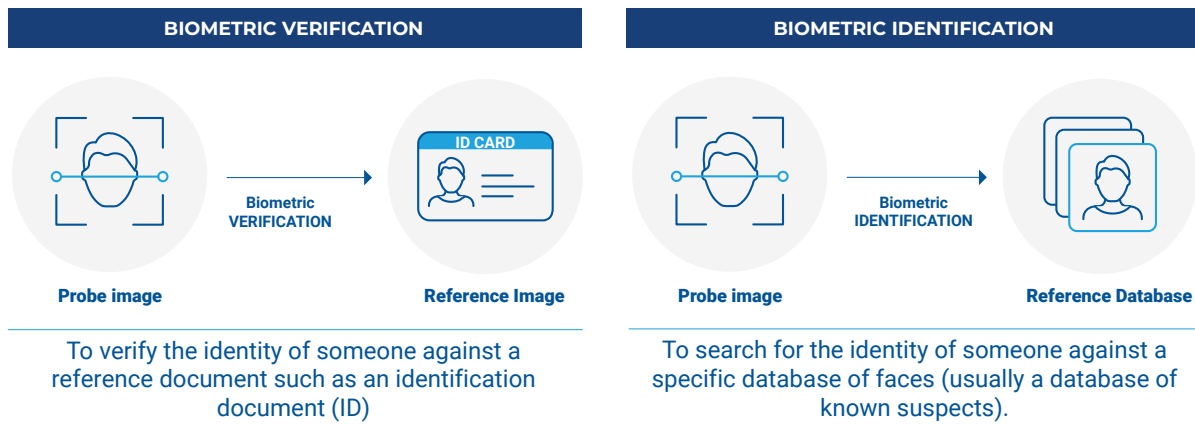 BIOMETRIC VERIFICATION
ID CARD
Biometric
VERIFICATION
Probe image
Reference Image
To verify the identity of someone against a
reference document such as an identification
document (ID)
BIOMETRIC IDENTIFICATION
Biometric
IDENTIFICATION
Probe image
Reference Database
To search for the identity of someone against a
specific database of faces (usually a database of
known suspects).